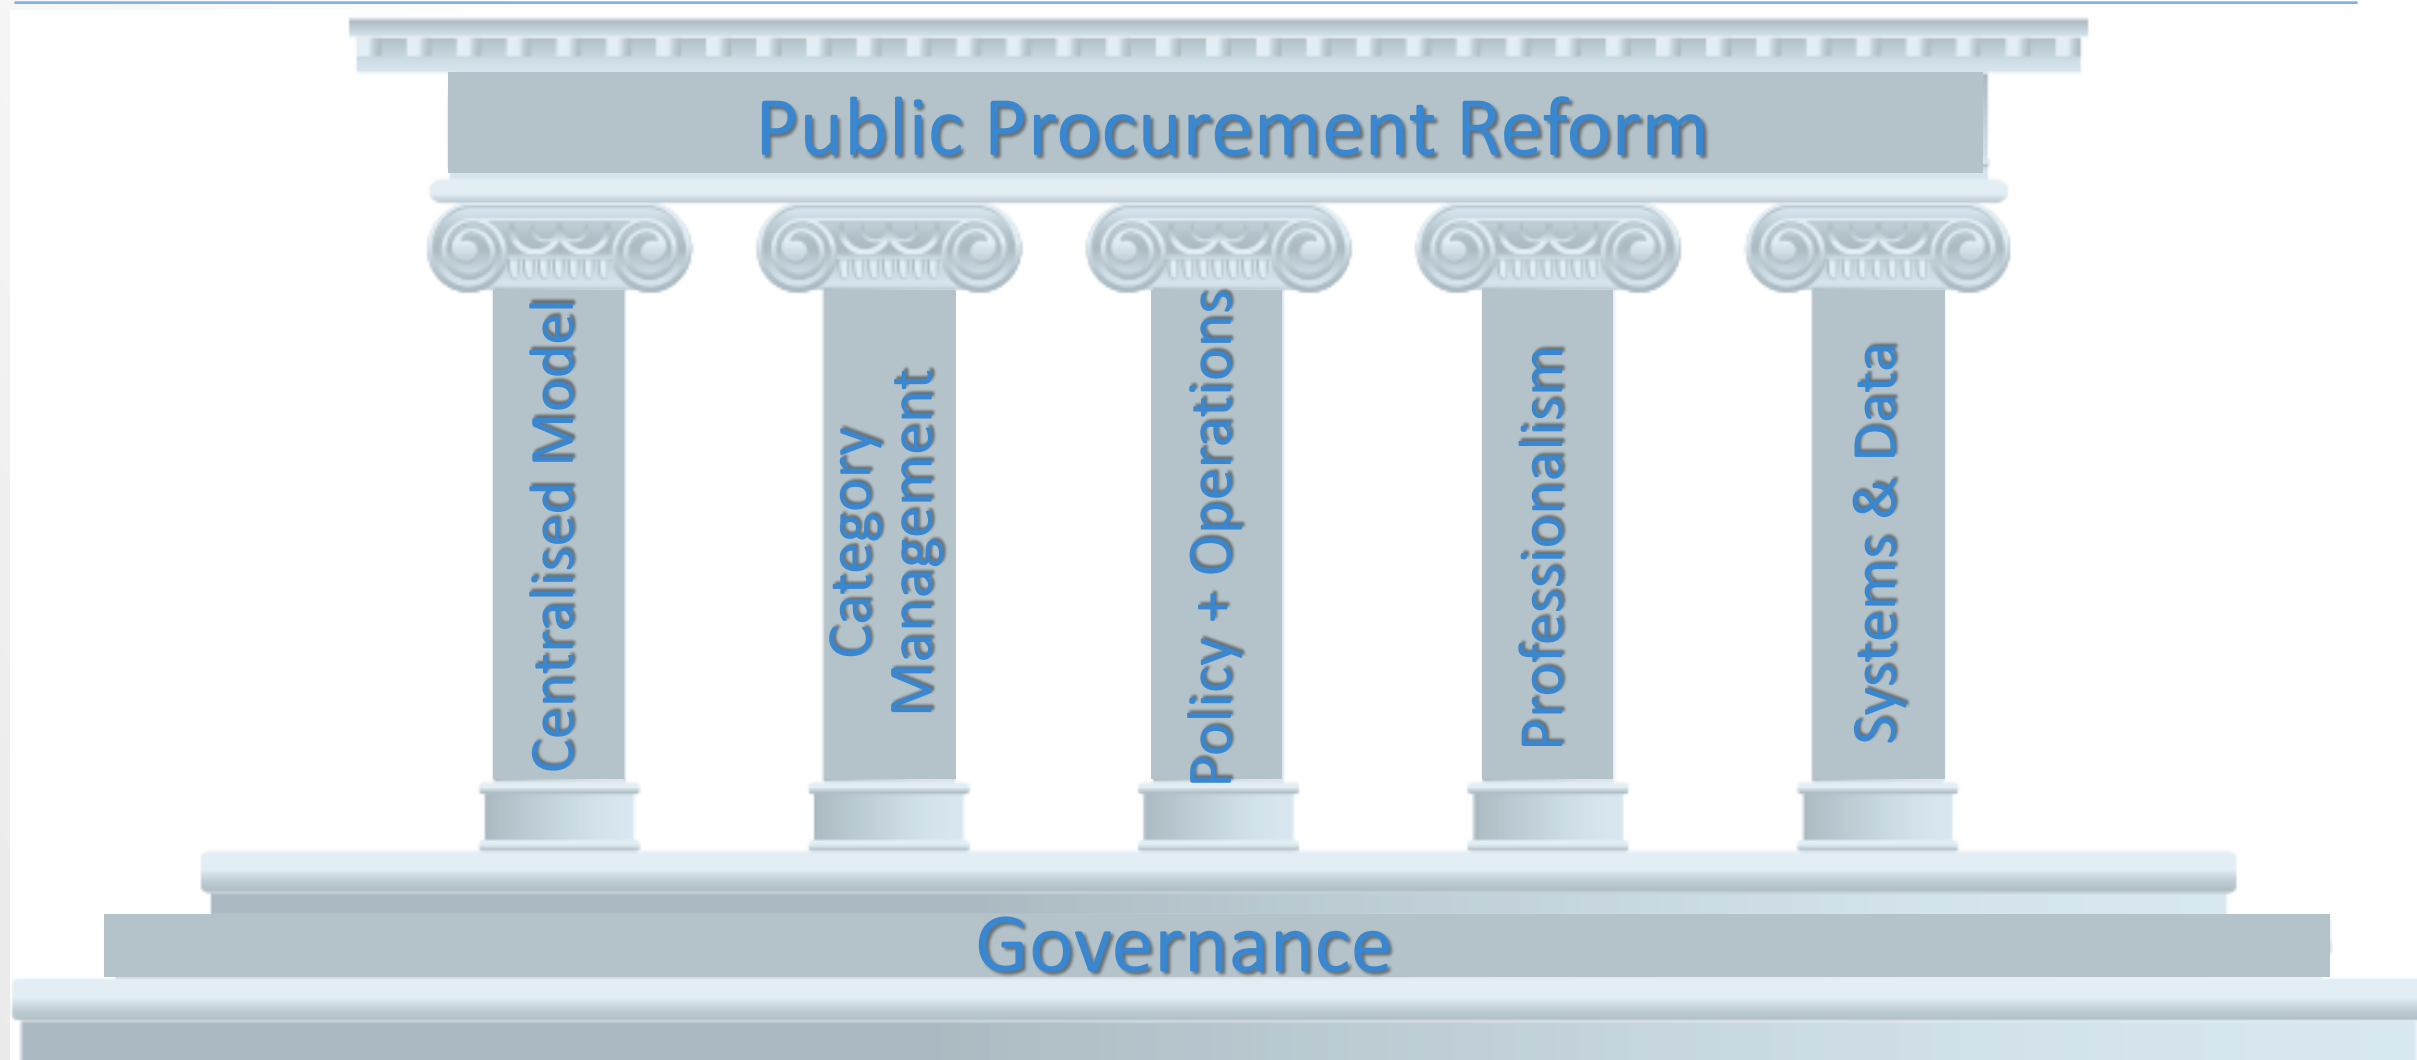 Public Procurement Reform
Centralised Model
Category
Management
Policy + Operations
Professionalism
Systems & Data
Governance